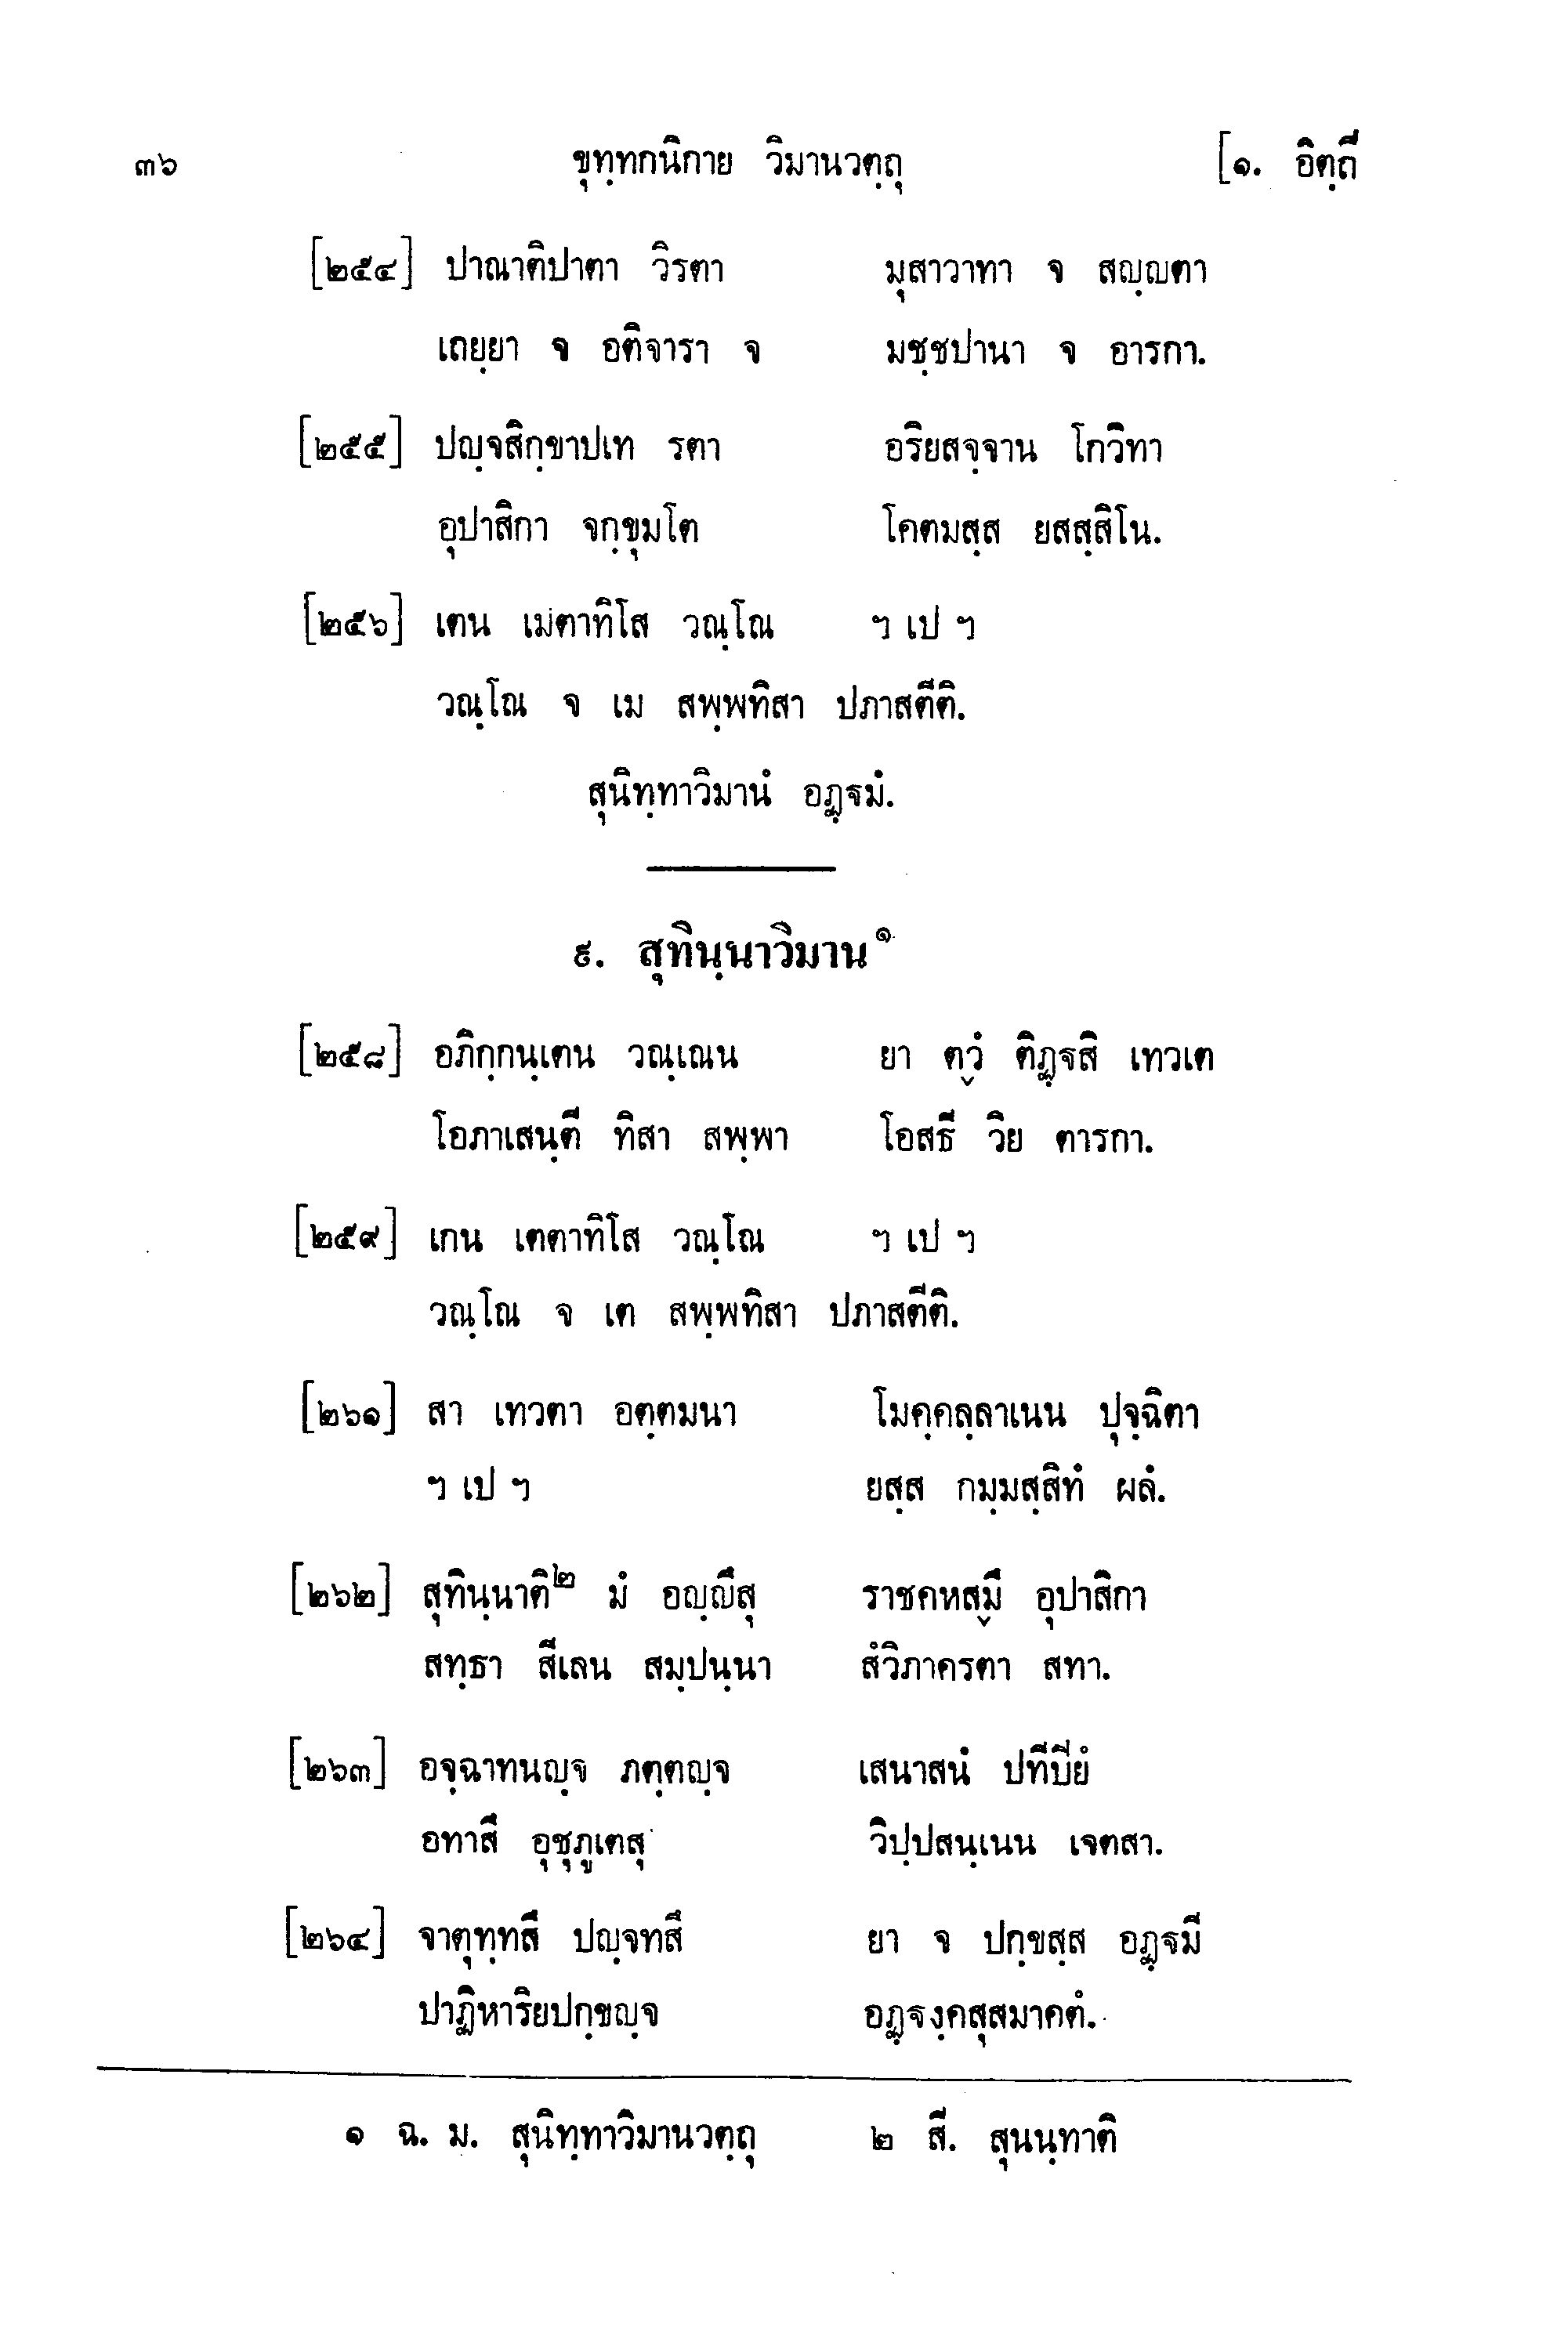 ๓๖ ขุทฺทกนิกาย วิมานวตฺถุ [๑. อิตฺถี
[๒๕๔] ปาณาติปาตา วิรตา มุสาวาทา จ สญฺญตา
เถยฺยา จ อติจารา จ มชฺชปานา จ อารกา.
[๒๕๕] ปญฺจสิกฺขาปเท รตา อริยสจฺจาน โกวิทา
อุปาสิกา จกฺขุมโต โคตมสฺส ยสสฺสิโน.
[๒๕๖] เตน เมตาทิโส วณฺโณ ฯ เป ฯ
วณฺโณ จ เม สพฺพทิสา ปภาสตีติ.
สุนิทฺทาวิมานํ อฏฺฐมํ.
๙. สุทินฺนาวิมาน๑
[๒๕๘] อภิกฺกนฺเตน วณฺเณน ยา ตฺวํ ติฏฺฐสิ เทวเต
โอภาเสนฺตี ทิสา สพฺพา โอสธี วิย ตารกา.
[๒๕๙] เกน เตตาทิโส วณฺโณ ฯ เป ฯ
วณฺโณ จ เต สพฺพทิสา ปภาสตีติ.
[๒๖๑] สา เทวตา อตฺตมนา โมคฺคลฺลาเนน ปุจฺฉิตา
ฯ เป ฯ ยสฺส กมฺมสฺสิทํ ผลํ.
[๒๖๒] สุทินฺนาติ๒ มํ อญฺญึสุ ราชคหสฺมึ อุปาสิกา
สทฺธา สีเลน สมฺปนฺนา สํวิภาครตา สทา.
[๒๖๓] อจฺฉาทนญฺจ ภตฺตญฺจ เสนาสนํ ปทีปิยํ
อทาสึ อุชุภูเตสุ วิปฺปสนฺเนน เจตสา.
[๒๖๔] จาตุทฺทสึ ปญฺจทสึ ยา จ ปกฺขสฺส อฏฺฐมี
ปาฏิหาริยปกฺขญฺจ อฏฺฐงฺคสุสมาคตํ.
๑ ฉ. ม. สุนิทฺทาวิมานวตฺถุ ๒ สี. สุนนฺทาติ